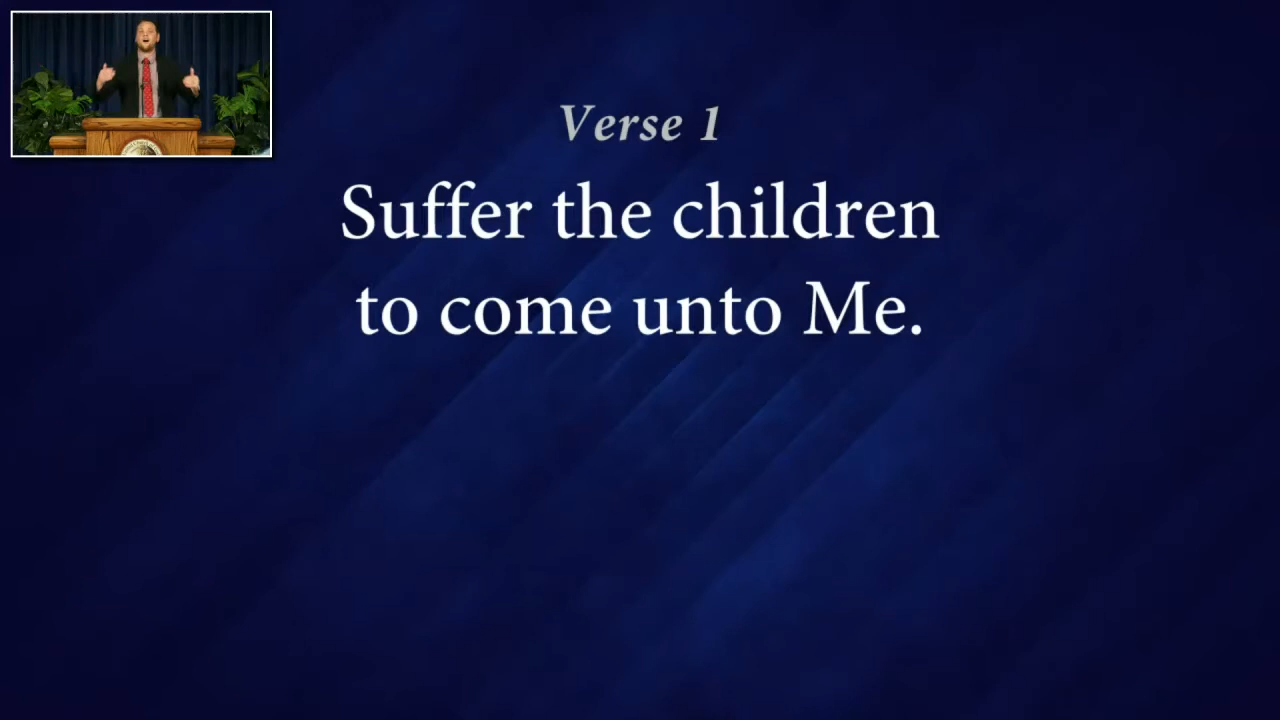 Verse 1
Suffer the children
to come unto Me.